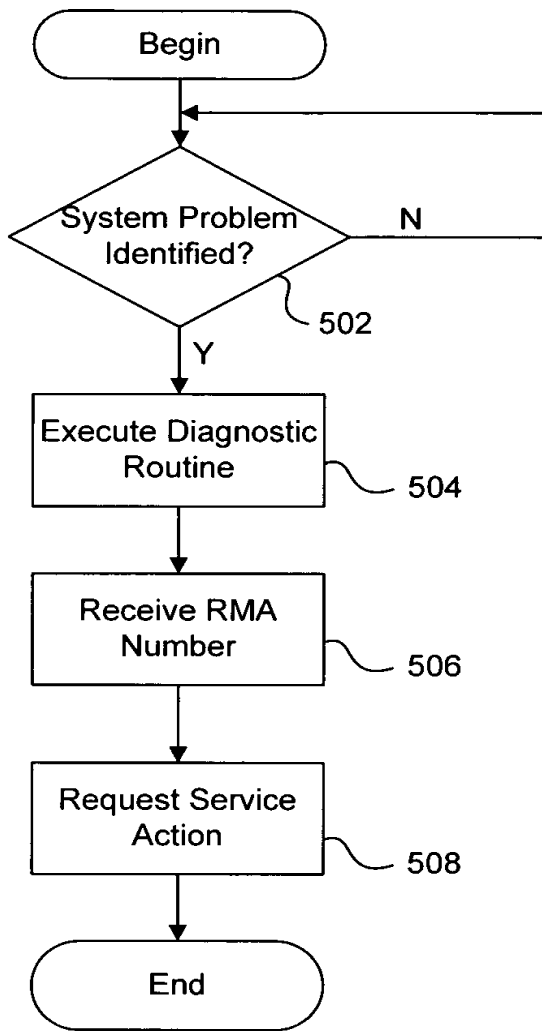 Begin
System Problem
Identified?
N
502
Y
Execute Diagnostic
Routine
504
Receive RMA
Number
506
Request Service
Action
508
End